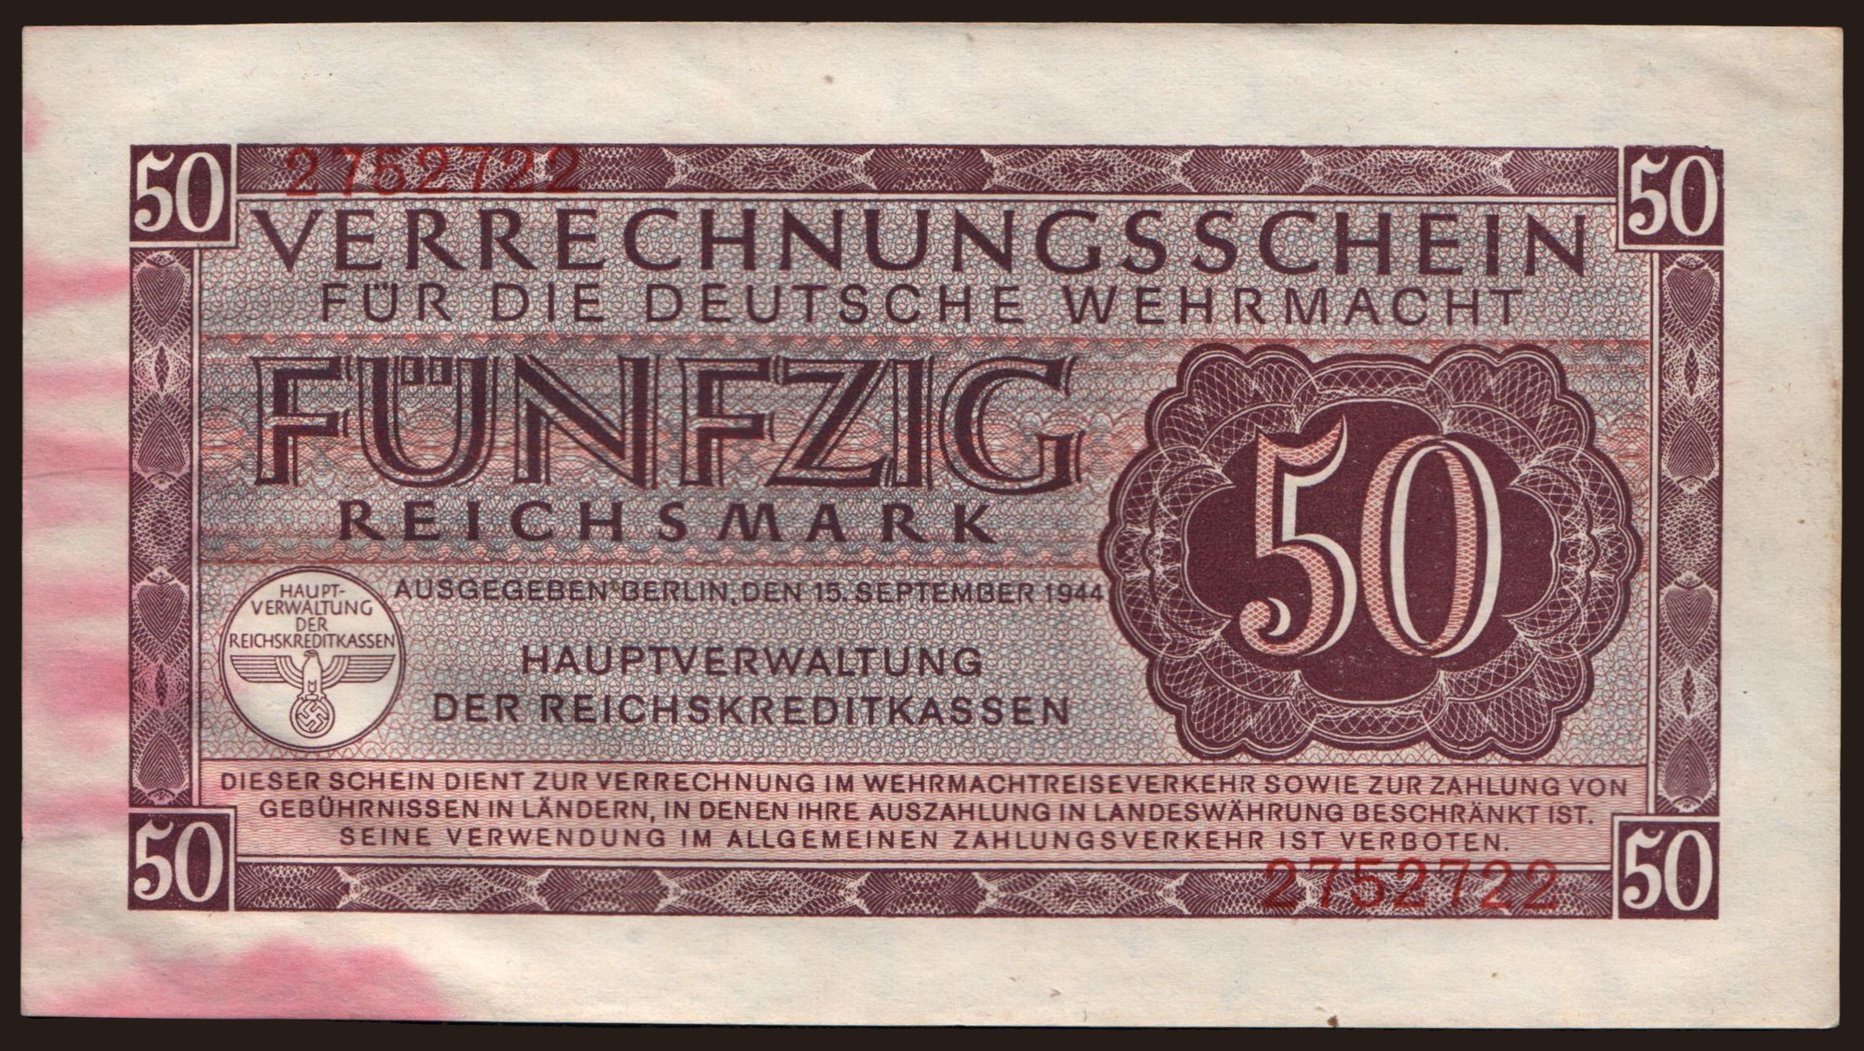 50
2752722
50
VERRECHNUNGSSCHEIN
FÜR DIE DEUTSCHE WEHRMACHT
FÜNFZIG
REICHSMARK
50
AUSGEGEBEN BERLIN, DEN 15. SEPTEMBER 1944
HAUPT-
VERWALTUNG
DER
REICHSKREDITKASSEN
HAUPTVERWALTUNG
DER REICHSKREDITKASSEN
DIESER SCHEIN DIENT ZUR VERRECHNUNG IM WEHRMACHTREISEVERKEHR SOWIE ZUR ZAHLUNG VON
GEBÜHRNISSEN IN LÄNDERN, IN DENEN IHRE AUSZAHLUNG IN LANDESWÄHRUNG BESCHRÄNKT IST.
SEINE VERWENDUNG IM ALLGEMEINEN ZAHLUNGSVERKEHR IST VERBOTEN.
50
2752722
50